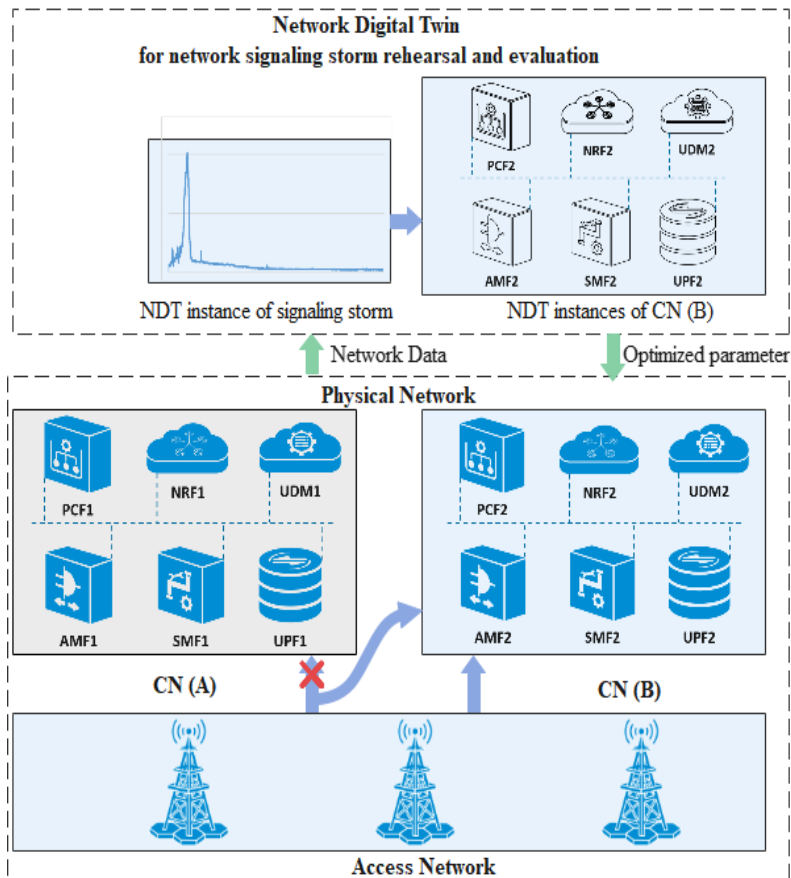 Network Digital Twin
for network signaling storm rehearsal and evaluation
PCF2
NRF2
UDM2
AMF2
SMF2
UPF2
NDT instance of signaling storm
NDT instances of CN (B)
Network Data
Optimized parameter
Physical Network
PCF1
NRF1
UDM1
AMF1
SMF1
UPF1
CN (A)
PCF2
NRF2
UDM2
AMF2
SMF2
UPF2
CN (B)
Access Network